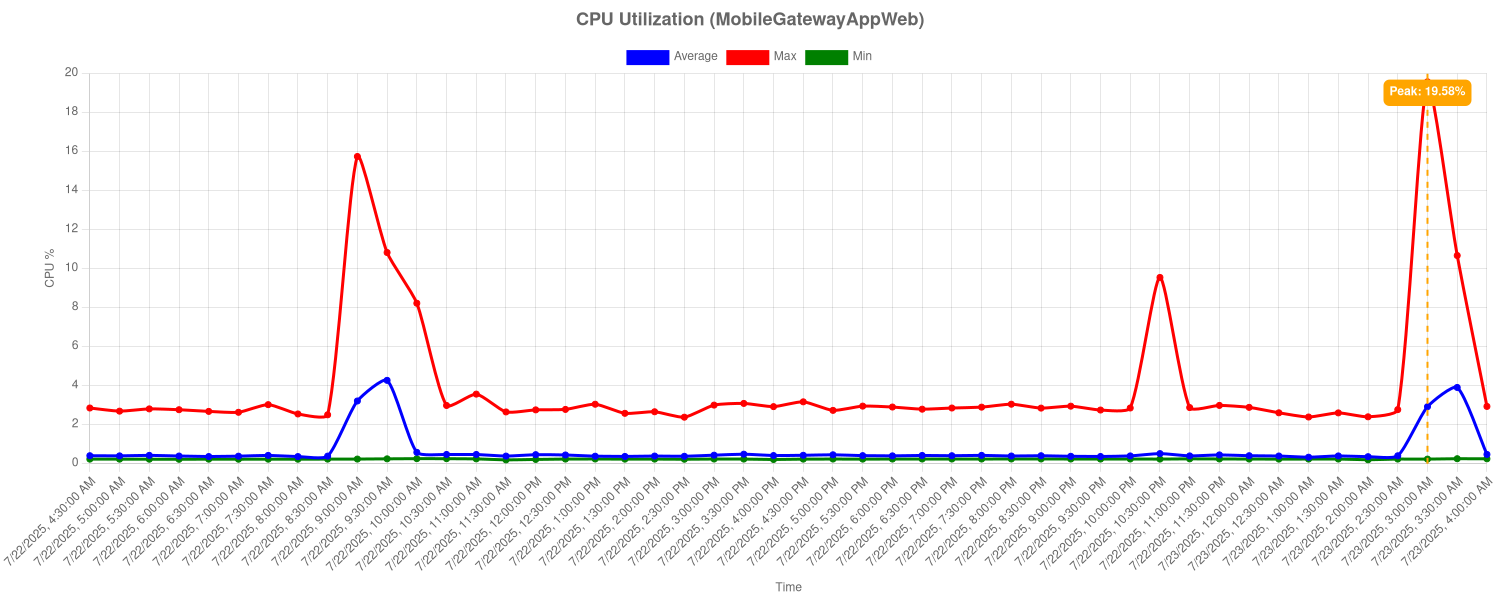 CPU Utilization (MobileGatewayAppWeb)
Average Max Min
20
Peak: 19.58%
18
16
14
12
10
8
6
4
2
0
CPU %
7/22/2025, 4:30:00 AM
7/22/2025, 5:00:00 AM
7/22/2025, 5:30:00 AM
7/22/2025, 6:00:00 AM
7/22/2025, 6:30:00 AM
7/22/2025, 7:00:00 AM
7/22/2025, 7:30:00 AM
7/22/2025, 8:00:00 AM
7/22/2025, 8:30:00 AM
7/22/2025, 9:00:00 AM
7/22/2025, 9:30:00 AM
7/22/2025, 10:00:00 AM
7/22/2025, 10:30:00 AM
7/22/2025, 11:00:00 AM
7/22/2025, 11:30:00 AM
7/22/2025, 12:00:00 PM
7/22/2025, 12:30:00 PM
7/22/2025, 1:00:00 PM
7/22/2025, 1:30:00 PM
7/22/2025, 2:00:00 PM
7/22/2025, 2:30:00 PM
7/22/2025, 3:00:00 PM
7/22/2025, 3:30:00 PM
7/22/2025, 4:00:00 PM
7/22/2025, 4:30:00 PM
7/22/2025, 5:00:00 PM
7/22/2025, 5:30:00 PM
7/22/2025, 6:00:00 PM
7/22/2025, 6:30:00 PM
7/22/2025, 7:00:00 PM
7/22/2025, 7:30:00 PM
7/22/2025, 8:00:00 PM
7/22/2025, 8:30:00 PM
7/22/2025, 9:00:00 PM
7/22/2025, 9:30:00 PM
7/22/2025, 10:00:00 PM
7/22/2025, 10:30:00 PM
7/22/2025, 11:00:00 PM
7/22/2025, 11:30:00 PM
7/23/2025, 12:00:00 AM
7/23/2025, 12:30:00 AM
7/23/2025, 1:00:00 AM
7/23/2025, 1:30:00 AM
7/23/2025, 2:00:00 AM
7/23/2025, 2:30:00 AM
7/23/2025, 3:00:00 AM
7/23/2025, 3:30:00 AM
7/23/2025, 4:00:00 AM
Time